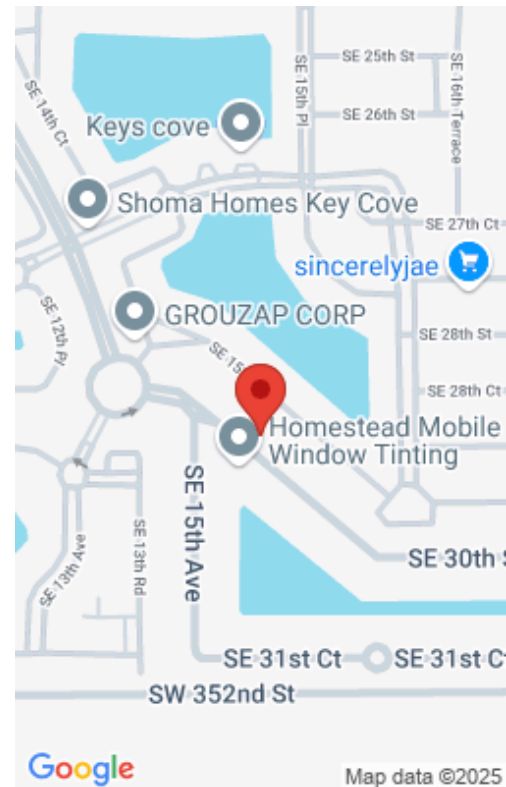 SE 25th St
SE 14th Ct
SE 15th Pl
SE 16th Terrace
SE 26th St
Keys cove
Shoma Homes Key Cove
SE 27th Ct
sincerelyjae
SE 12th Ay
GROUZAP CORP
SE 28th St
SE 15
SE 28th Ct
Homestead Mobile
Window Tinting
SE 15th Ave
SE 13th Rd
SE 13th Ave
SE 30th S
SE 31st Ct
SE 31st Ct
SW 352nd St
Google
Map data ©2025